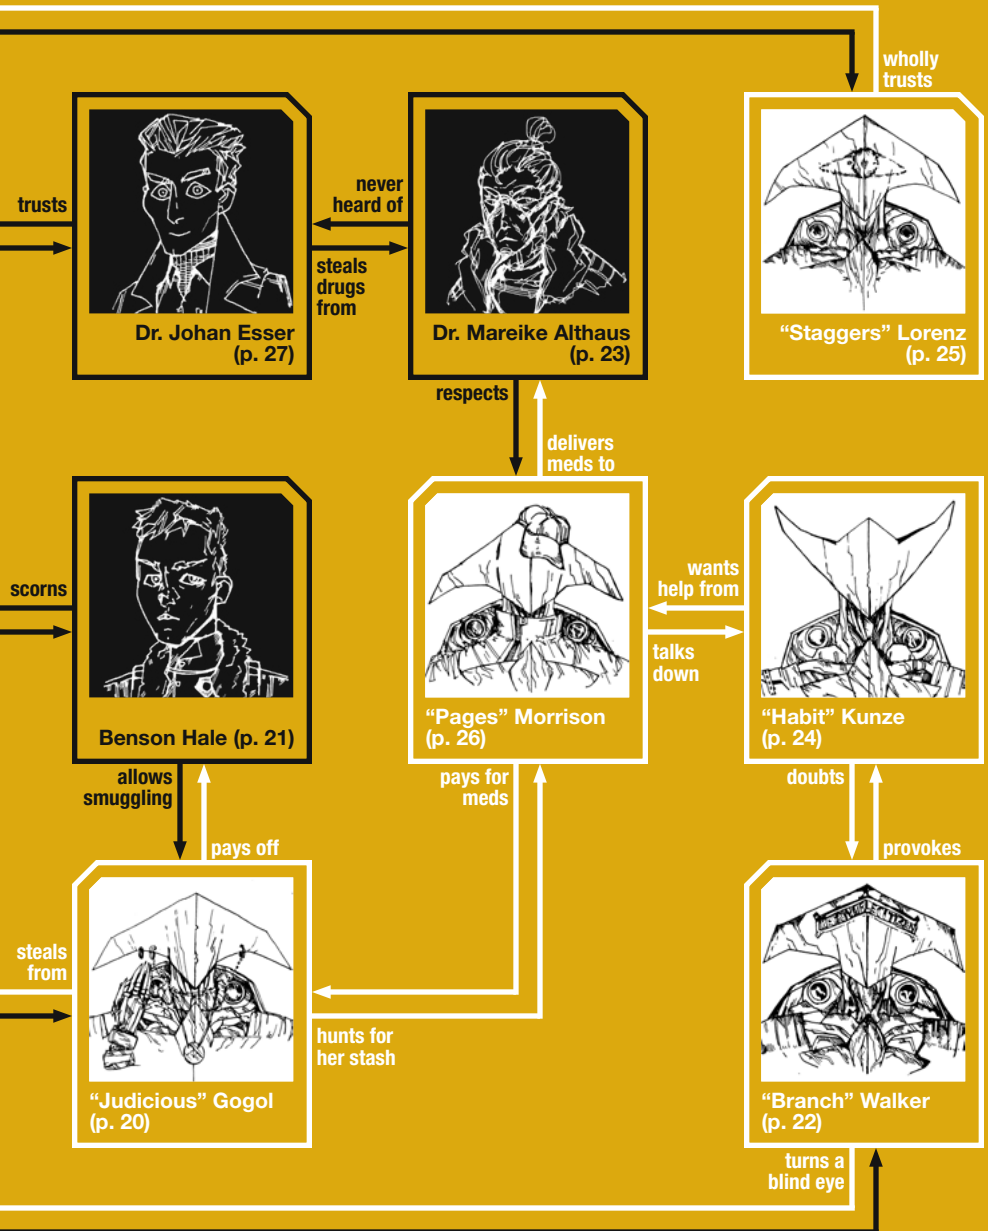 wholly
trusts
trusts
never
heard of
steals
drugs
from
Dr. Johan Esser
(p. 27)
Dr. Mareike Althaus
(p. 23)
“Staggers” Lorenz
(p. 25)
respects
delivers
meds to
scorns
wants
help from
talks
down
Benson Hale (p. 21)
“Pages” Morrison
(p. 26)
“Habit” Kunze
(p. 24)
allows
smuggling
pays off
pays for
meds
doubts
provokes
steals
from
hunts for
her stash
“Judicious” Gogol
(p. 20)
“Branch” Walker
(p. 22)
turns a
blind eye